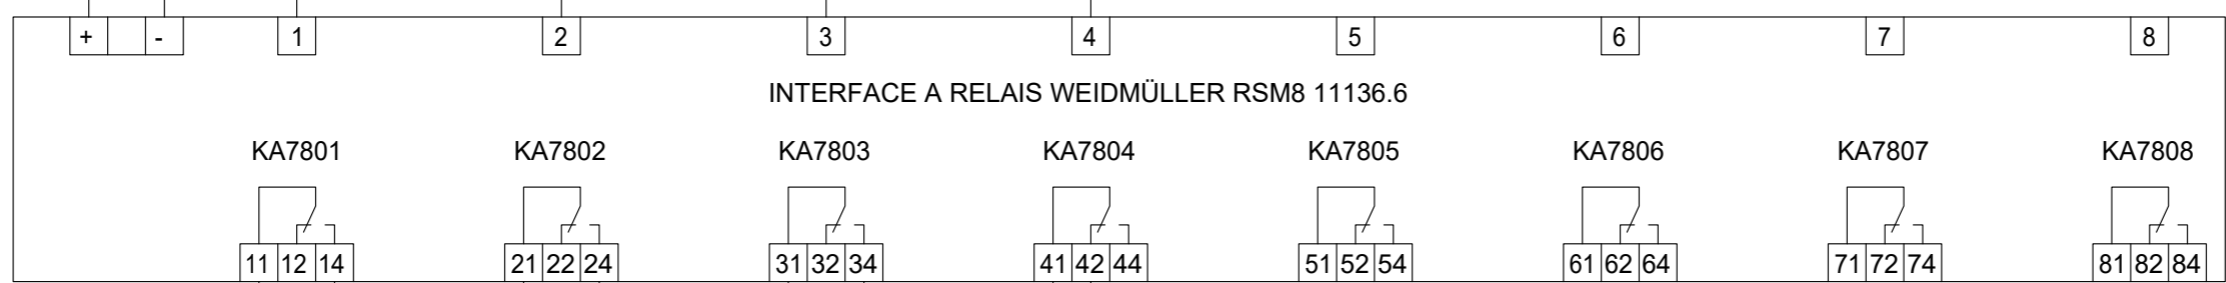 + - 1 2 3 4 5 6 7 8
INTERFACE A RELAIS WEIDMÜLLER RSM8 11136.6
KA7801 KA7802 KA7803 KA7804 KA7805 KA7806 KA7807 KA7808
11 12 14 21 22 24 31 32 34 41 42 44 51 52 54 61 62 64 71 72 74 81 82 84